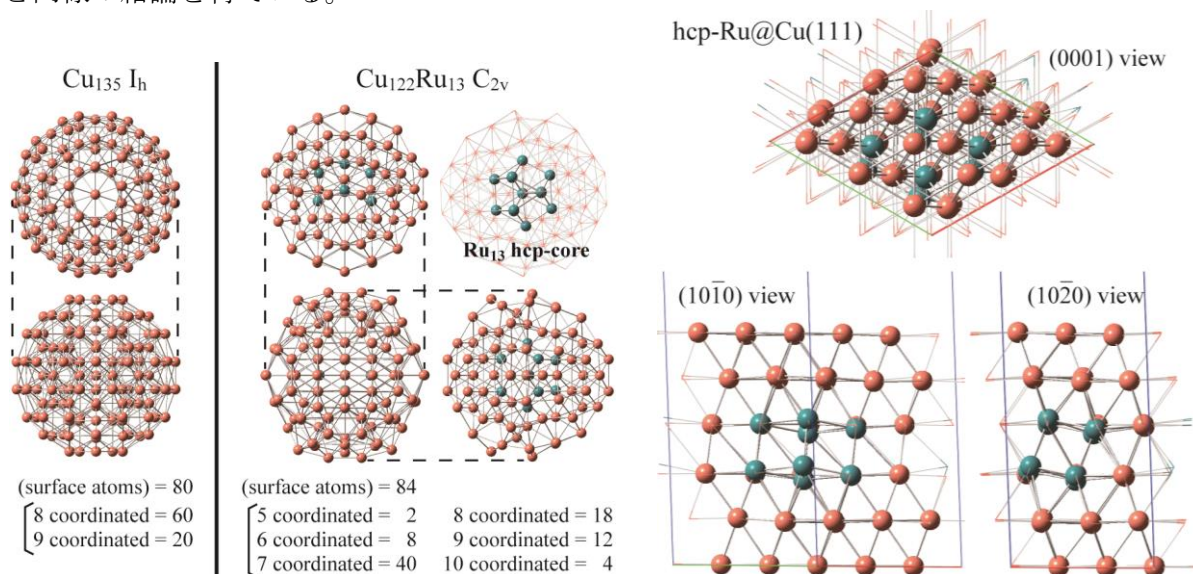 Cu₁₃₅ Iₕ
Cu₁₂₂Ru₁₃ C₂ᵥ
Ru₁₃ hcp-core
(surface atoms) = 80
8 coordinated = 60
9 coordinated = 20
(surface atoms) = 84
5 coordinated = 2
6 coordinated = 8
7 coordinated = 40
8 coordinated = 18
9 coordinated = 12
10 coordinated = 4
hcp-Ru@Cu(111)
(0001) view
(101̄0) view
(102̄0) view